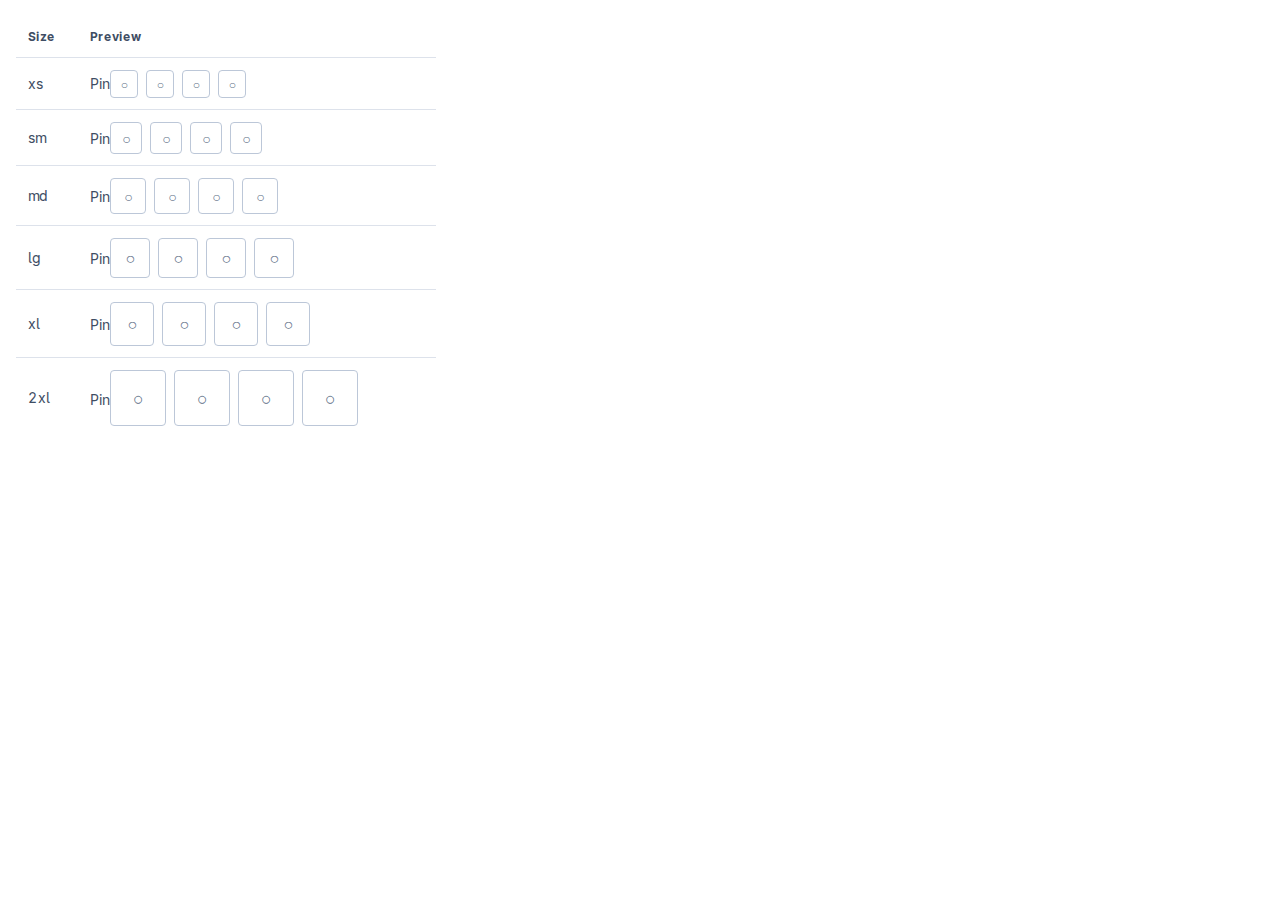 Size Preview
xs Pin ○ ○ ○ ○
sm Pin ○ ○ ○ ○
md Pin ○ ○ ○ ○
lg Pin ○ ○ ○ ○
xl Pin ○ ○ ○ ○
2xl Pin ○ ○ ○ ○